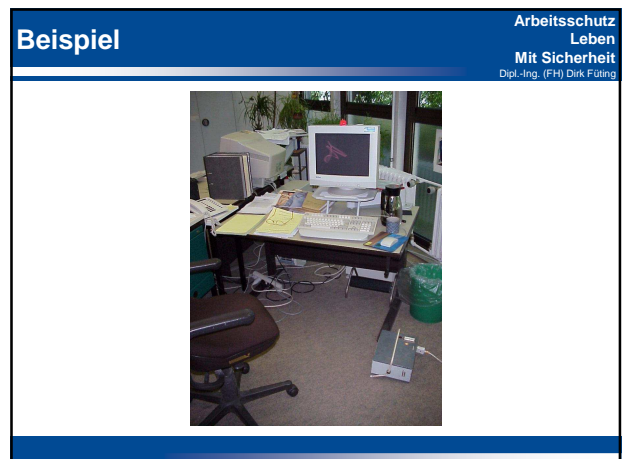 Beispiel
Arbeitsschutz
Leben
Mit Sicherheit
Dipl.-Ing. (FH) Dirk Füting